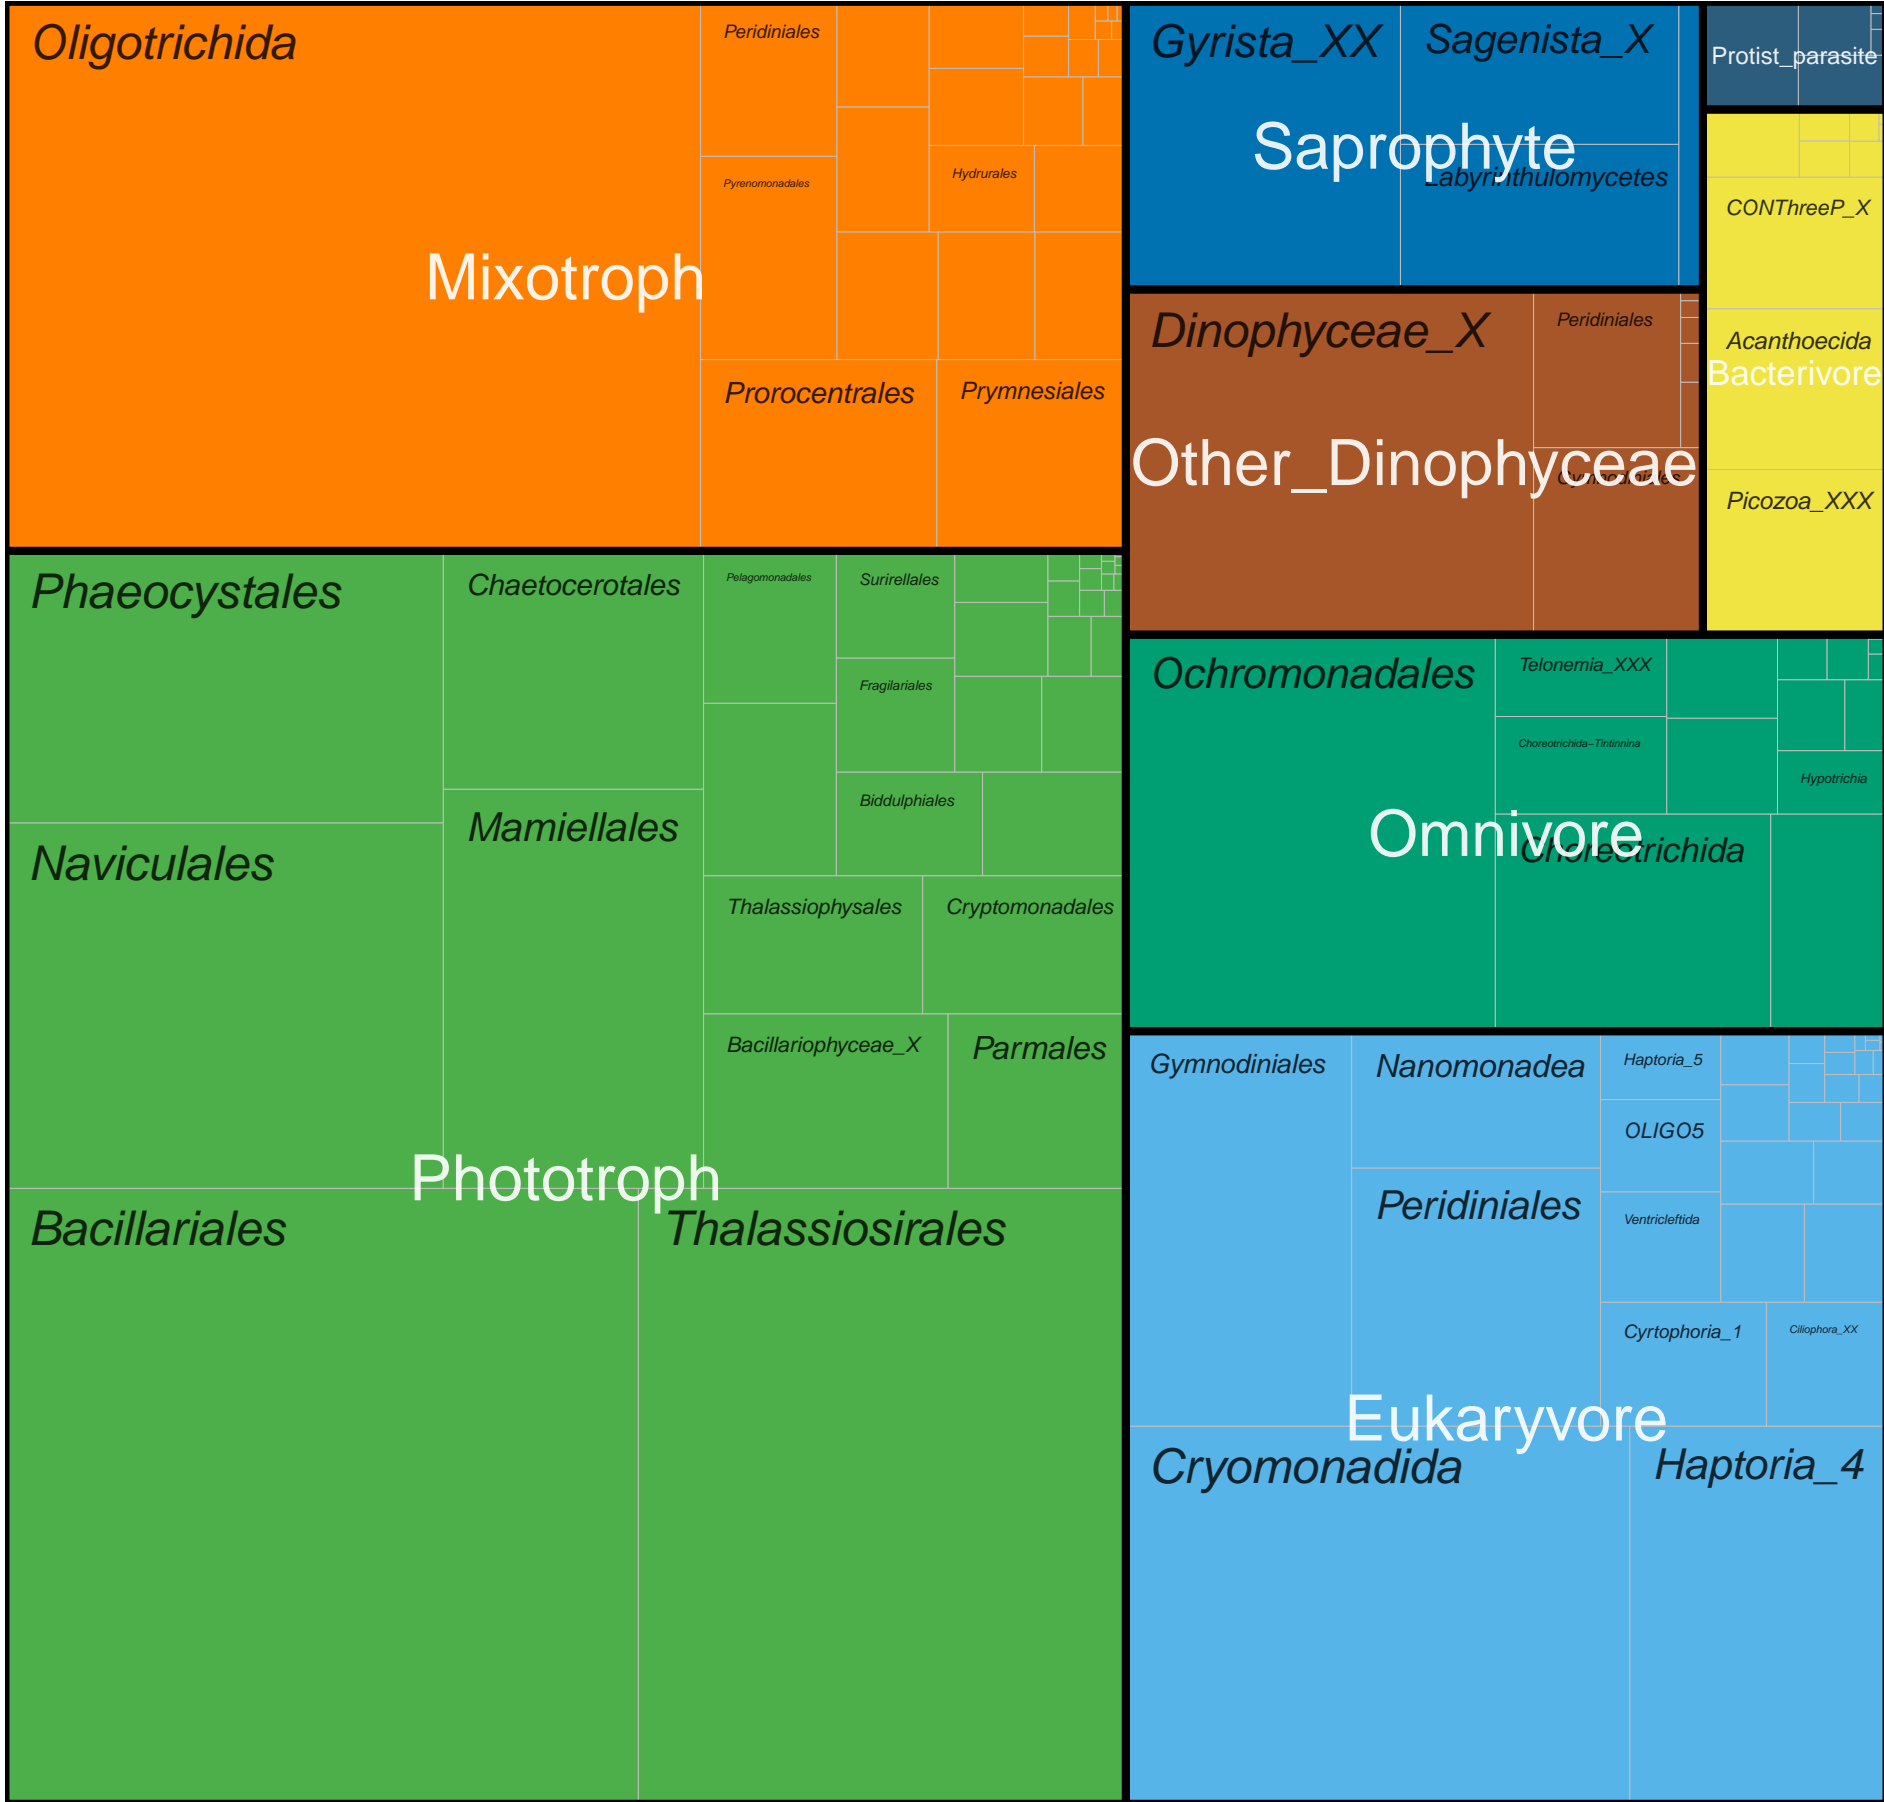 Oligotrichida
Peridiniales
Pyrenomonadales
Hydrurales
Mixotroph
Prorocentrales
Prymnesiales
Gyrista_XX
Sagenista_X
Saprophyte
Labyrinthulomycetes
Protist_parasite
CONThreeP_X
Acanthoecida
Bacterivore
Picozoa_XXX
Dinophyceae_X
Peridiniales
Other_Dinophyceae
Gymnodiniales
Phaeocystales
Chaetocerotales
Pelagomonadales
Surirellales
Fragilariales
Biddulphiales
Naviculales
Mamiellales
Thalassiophysales
Cryptomonadales
Bacillariophyceae_X
Parmales
Phototroph
Bacillariales
Thalassiosirales
Ochromonadales
Telonemia_XXX
Choreotrichida–Tintinnina
Hypotrichia
Omnivore
Choreotrichida
Gymnodiniales
Nanomonadea
Haptoria_5
OLIGO5
Peridiniales
Ventricleftida
Cyrtophoria_1
Ciliophora_XX
Eukaryvore
Cryomonadida
Haptoria_4